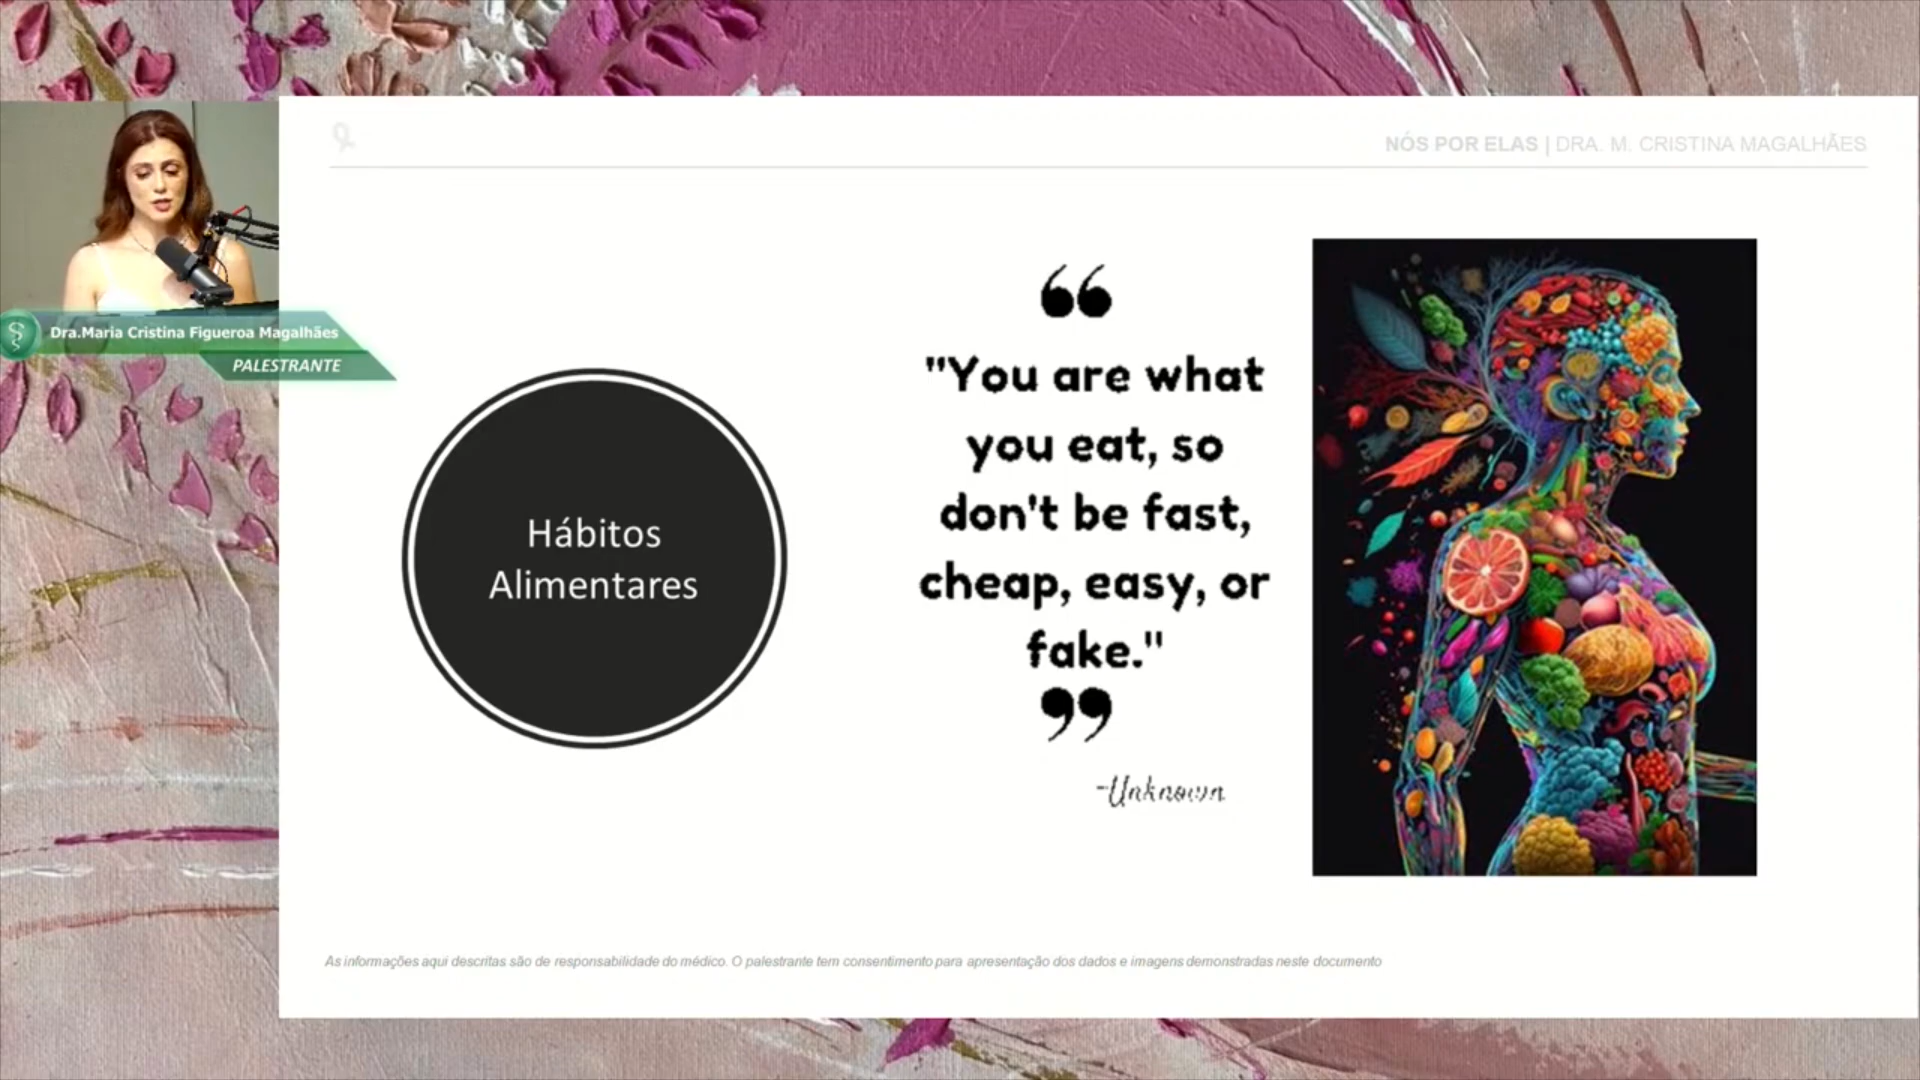 NÓS POR ELAS | DRA. M. CRISTINA MAGALHÃES
Dra.Maria Cristina Figueroa Magalhães
PALESTRANTE
Hábitos
Alimentares
❝
"You are what
you eat, so
don't be fast,
cheap, easy, or
fake."
❞
-Unknown
As informações aqui descritas são de responsabilidade do médico. O palestrante tem consentimento para apresentação dos dados e imagens demonstradas neste documento